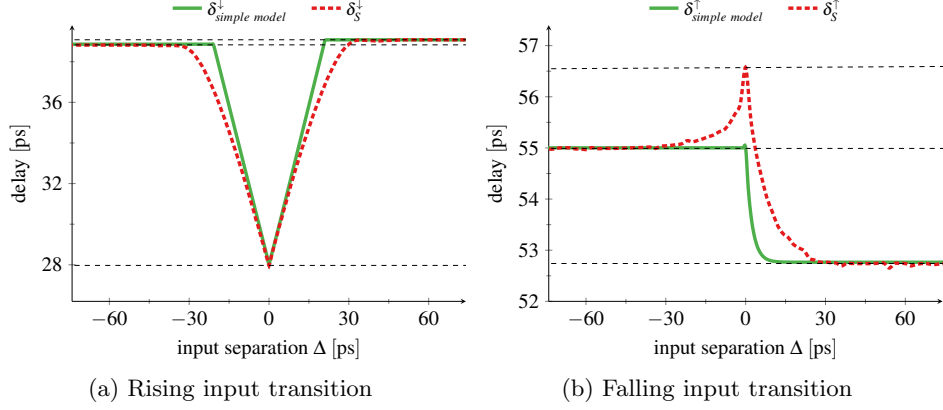 δ↓simple model δ↓S
δ↑simple model δ↑S
36
32
28
delay [ps]
−60 −30 0 30 60
input separation Δ [ps]
57
56
55
54
53
52
delay [ps]
−60 −30 0 30 60
input separation Δ [ps]
(a) Rising input transition
(b) Falling input transition